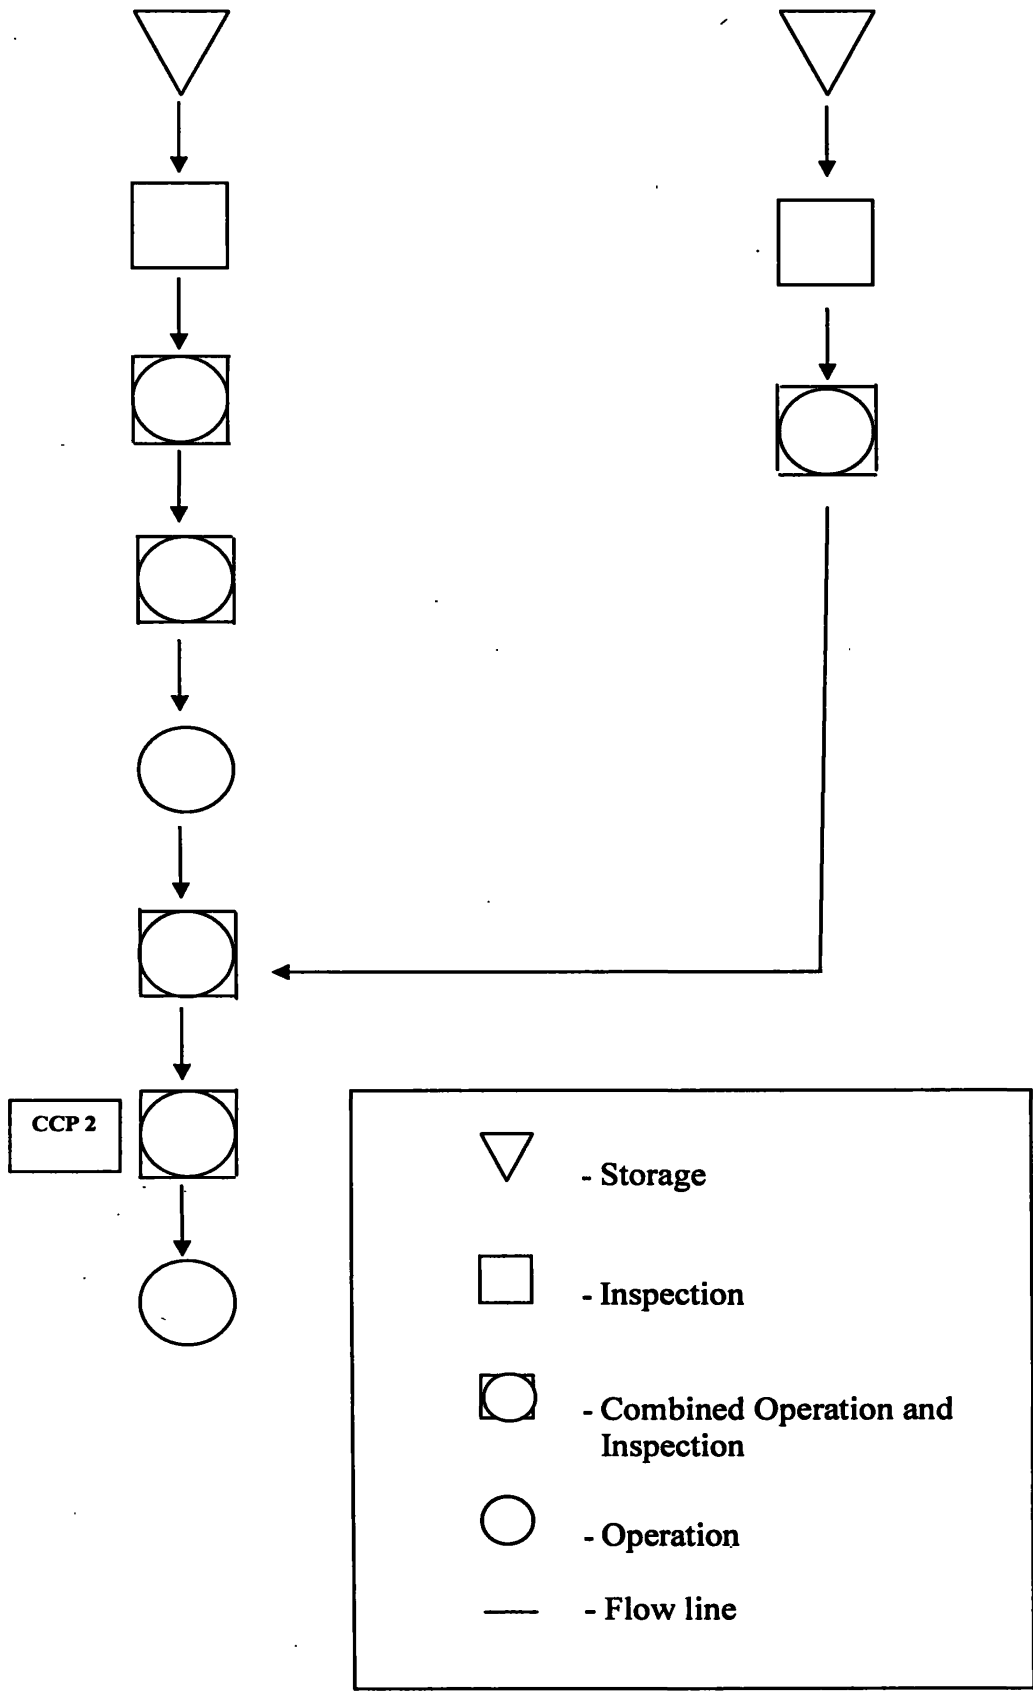 CCP 2
- Storage
- Inspection
- Combined Operation and
Inspection
- Operation
- Flow line